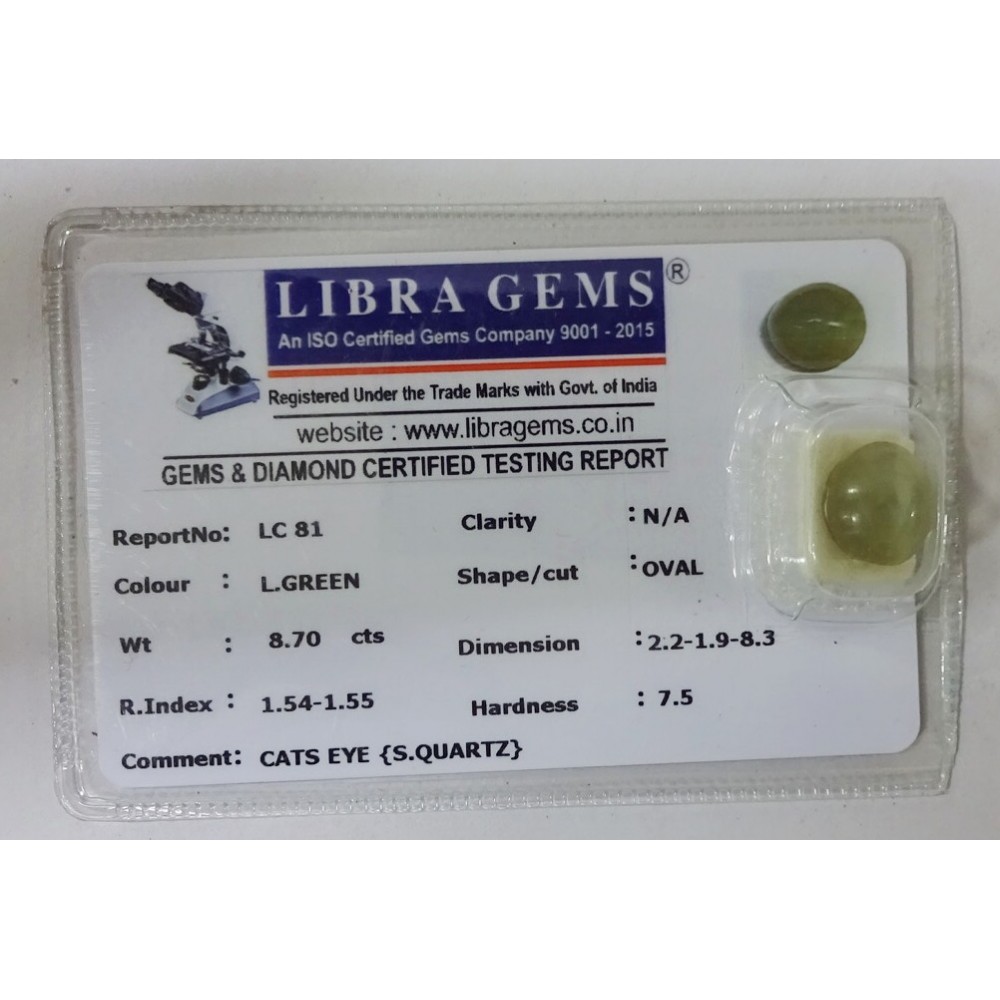 LIBRA GEMS ®
An ISO Certified Gems Company 9001 - 2015
Registered Under the Trade Marks with Govt. of India
website : www.libragems.co.in
GEMS & DIAMOND CERTIFIED TESTING REPORT
ReportNo: LC 81 Clarity : N/A
Colour : L.GREEN Shape/cut : OVAL
Wt : 8.70 cts Dimension : 2.2-1.9-8.3
R.Index : 1.54-1.55 Hardness : 7.5
Comment: CATS EYE {S.QUARTZ}